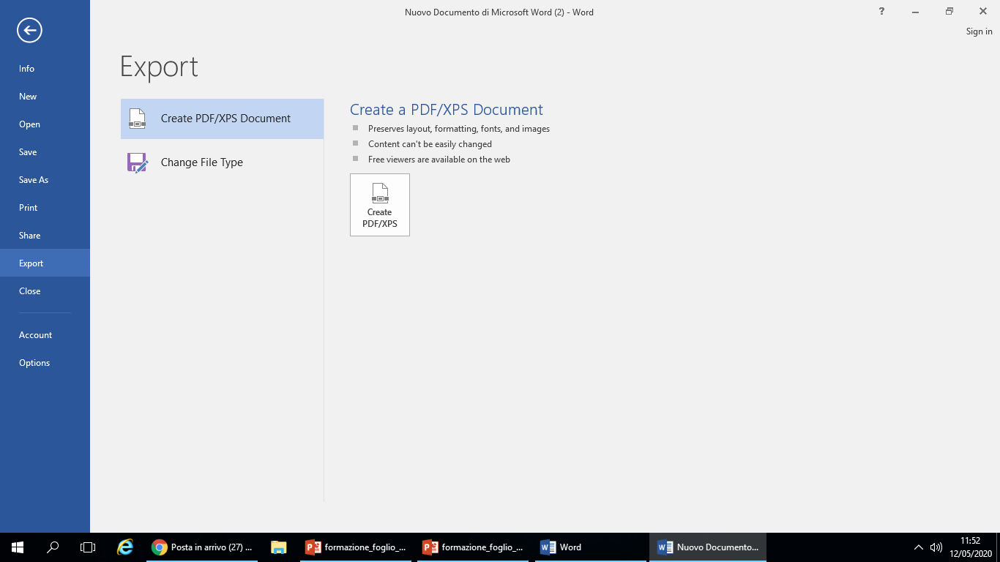 Nuovo Documento di Microsoft Word (2) - Word
?
Sign in
Info
New
Open
Save
Save As
Print
Share
Export
Close
Account
Options
Export
Create PDF/XPS Document
Change File Type
Create a PDF/XPS Document
Preserves layout, formatting, fonts, and images
Content can't be easily changed
Free viewers are available on the web
Create
PDF/XPS
Posta in arrivo (27) ...
formazione_foglio_...
formazione_foglio_...
Word
Nuovo Documento...
11:52
12/05/2020